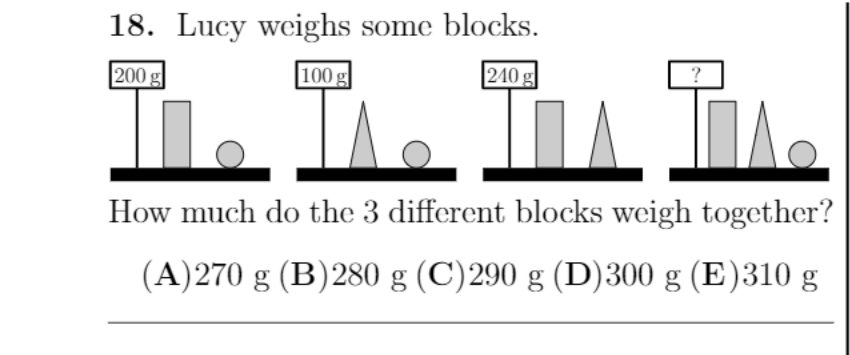 18. Lucy weighs some blocks.
200 g 100 g 240 g ?
How much do the 3 different blocks weigh together?
(A)270 g (B)280 g (C)290 g (D)300 g (E)310 g